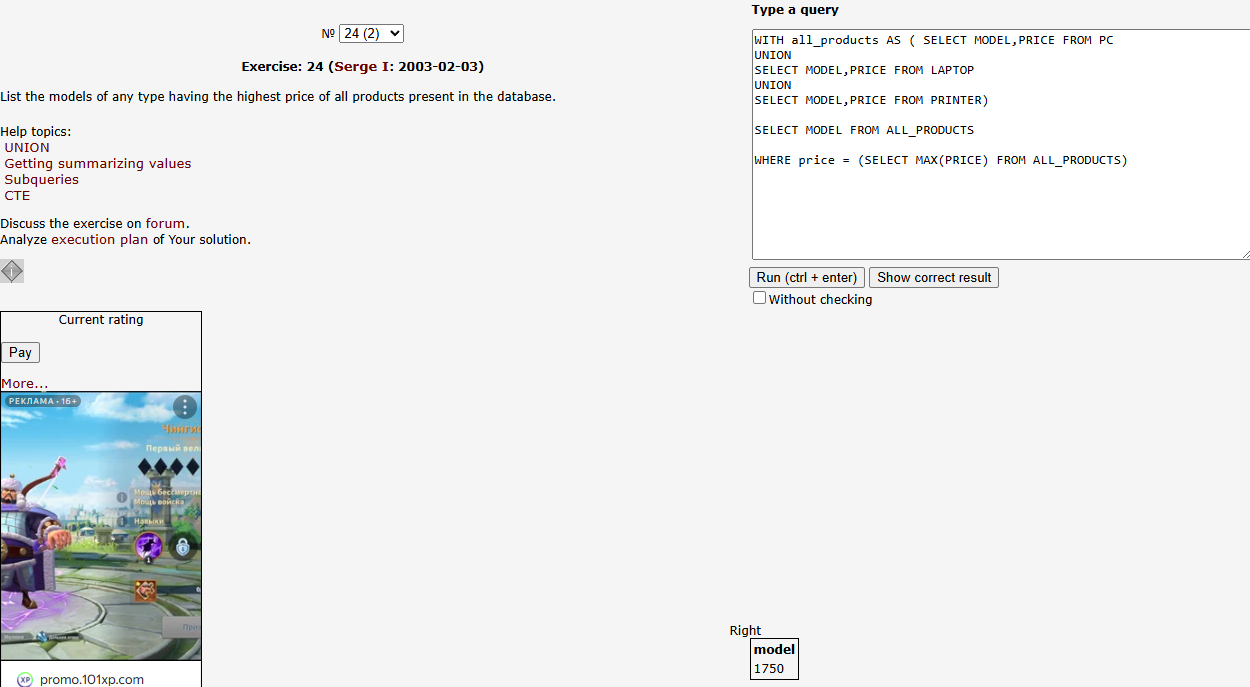 № 24 (2)
Exercise: 24 (Serge I: 2003-02-03)
List the models of any type having the highest price of all products present in the database.
Help topics:
UNION
Getting summarizing values
Subqueries
CTE
Discuss the exercise on forum.
Analyze execution plan of Your solution.
Current rating
Pay
More...
РЕКЛАМА • 16+
Чингис
Первый вел
Мощь бессмертн
Мощь войска
Навыки
1
promo.101xp.com
Type a query
WITH all_products AS ( SELECT MODEL,PRICE FROM PC
UNION
SELECT MODEL,PRICE FROM LAPTOP
UNION
SELECT MODEL,PRICE FROM PRINTER)
SELECT MODEL FROM ALL_PRODUCTS
WHERE price = (SELECT MAX(PRICE) FROM ALL_PRODUCTS)
Run (ctrl + enter) Show correct result
Without checking
Right
model
1750